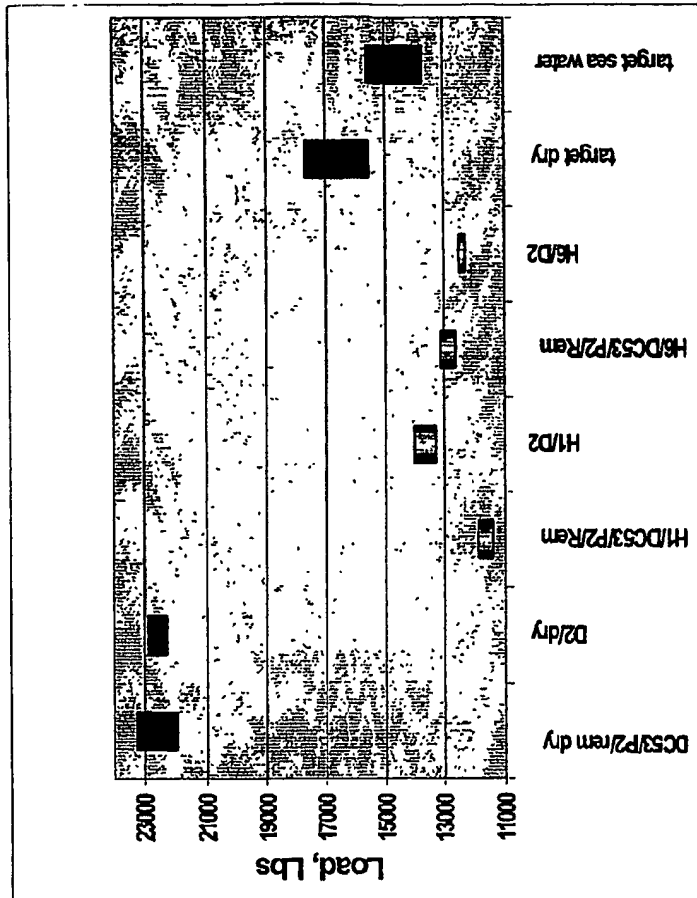 Load, Lbs
23000
21000
19000
17000
15000
13000
11000
DC53/P2/rem dry
D2/dry
H1/DC53/P2/Rem
H1/D2
H6/DC53/P2/Rem
H6/D2
target dry
target sea water